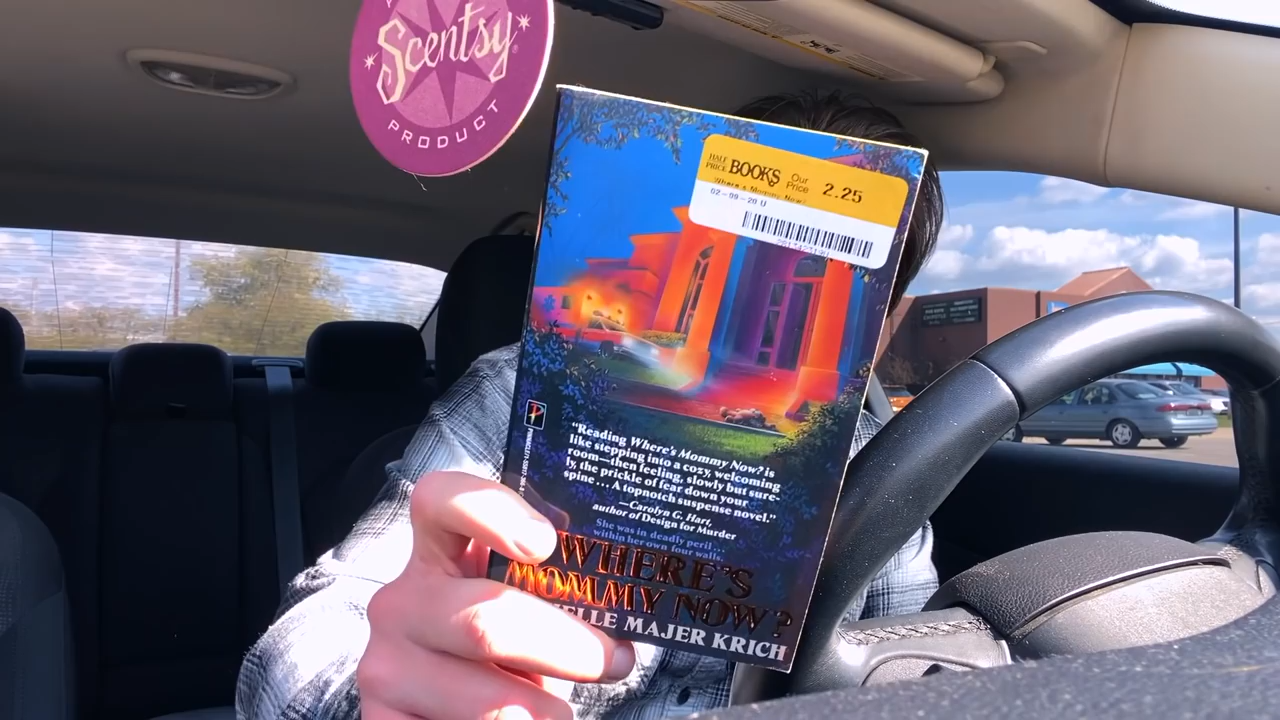 Scentsy
PRODUCT
HALF PRICE BOOKS Our Price 2.25
Where's Mommy Now?
02-09-20 U
"Reading Where's Mommy Now? is
like stepping into a cozy, welcoming
room—then feeling, slowly but sure-
ly, the prickle of fear down your
spine . . . A topnotch suspense novel."
—Carolyn G. Hart,
author of Design for Murder
She was in deadly peril . . .
within her own four walls.
WHERE'S
MOMMY NOW?
MAJER KRICH